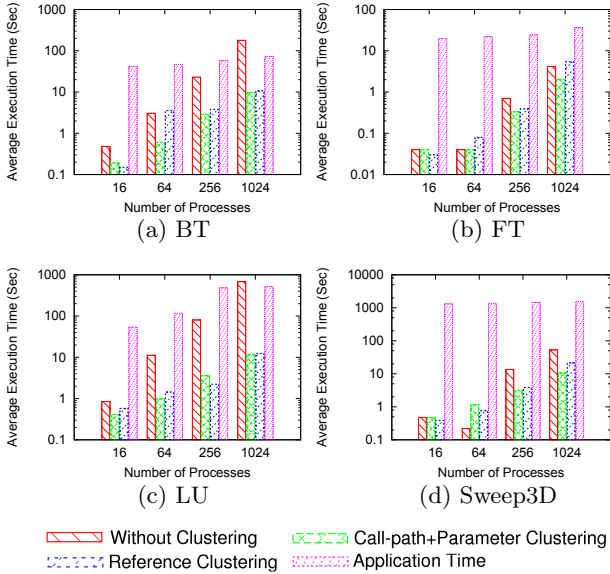 Average Execution Time (Sec)
1000
100
10
1
0.1
16 64 256 1024
Number of Processes
(a) BT
Average Execution Time (Sec)
100
10
1
0.1
0.01
16 64 256 1024
Number of Processes
(b) FT
Average Execution Time (Sec)
1000
100
10
1
0.1
16 64 256 1024
Number of Processes
(c) LU
Average Execution Time (Sec)
10000
1000
100
10
1
0.1
16 64 256 1024
Number of Processes
(d) Sweep3D
Without Clustering
Call-path+Parameter Clustering
Reference Clustering
Application Time